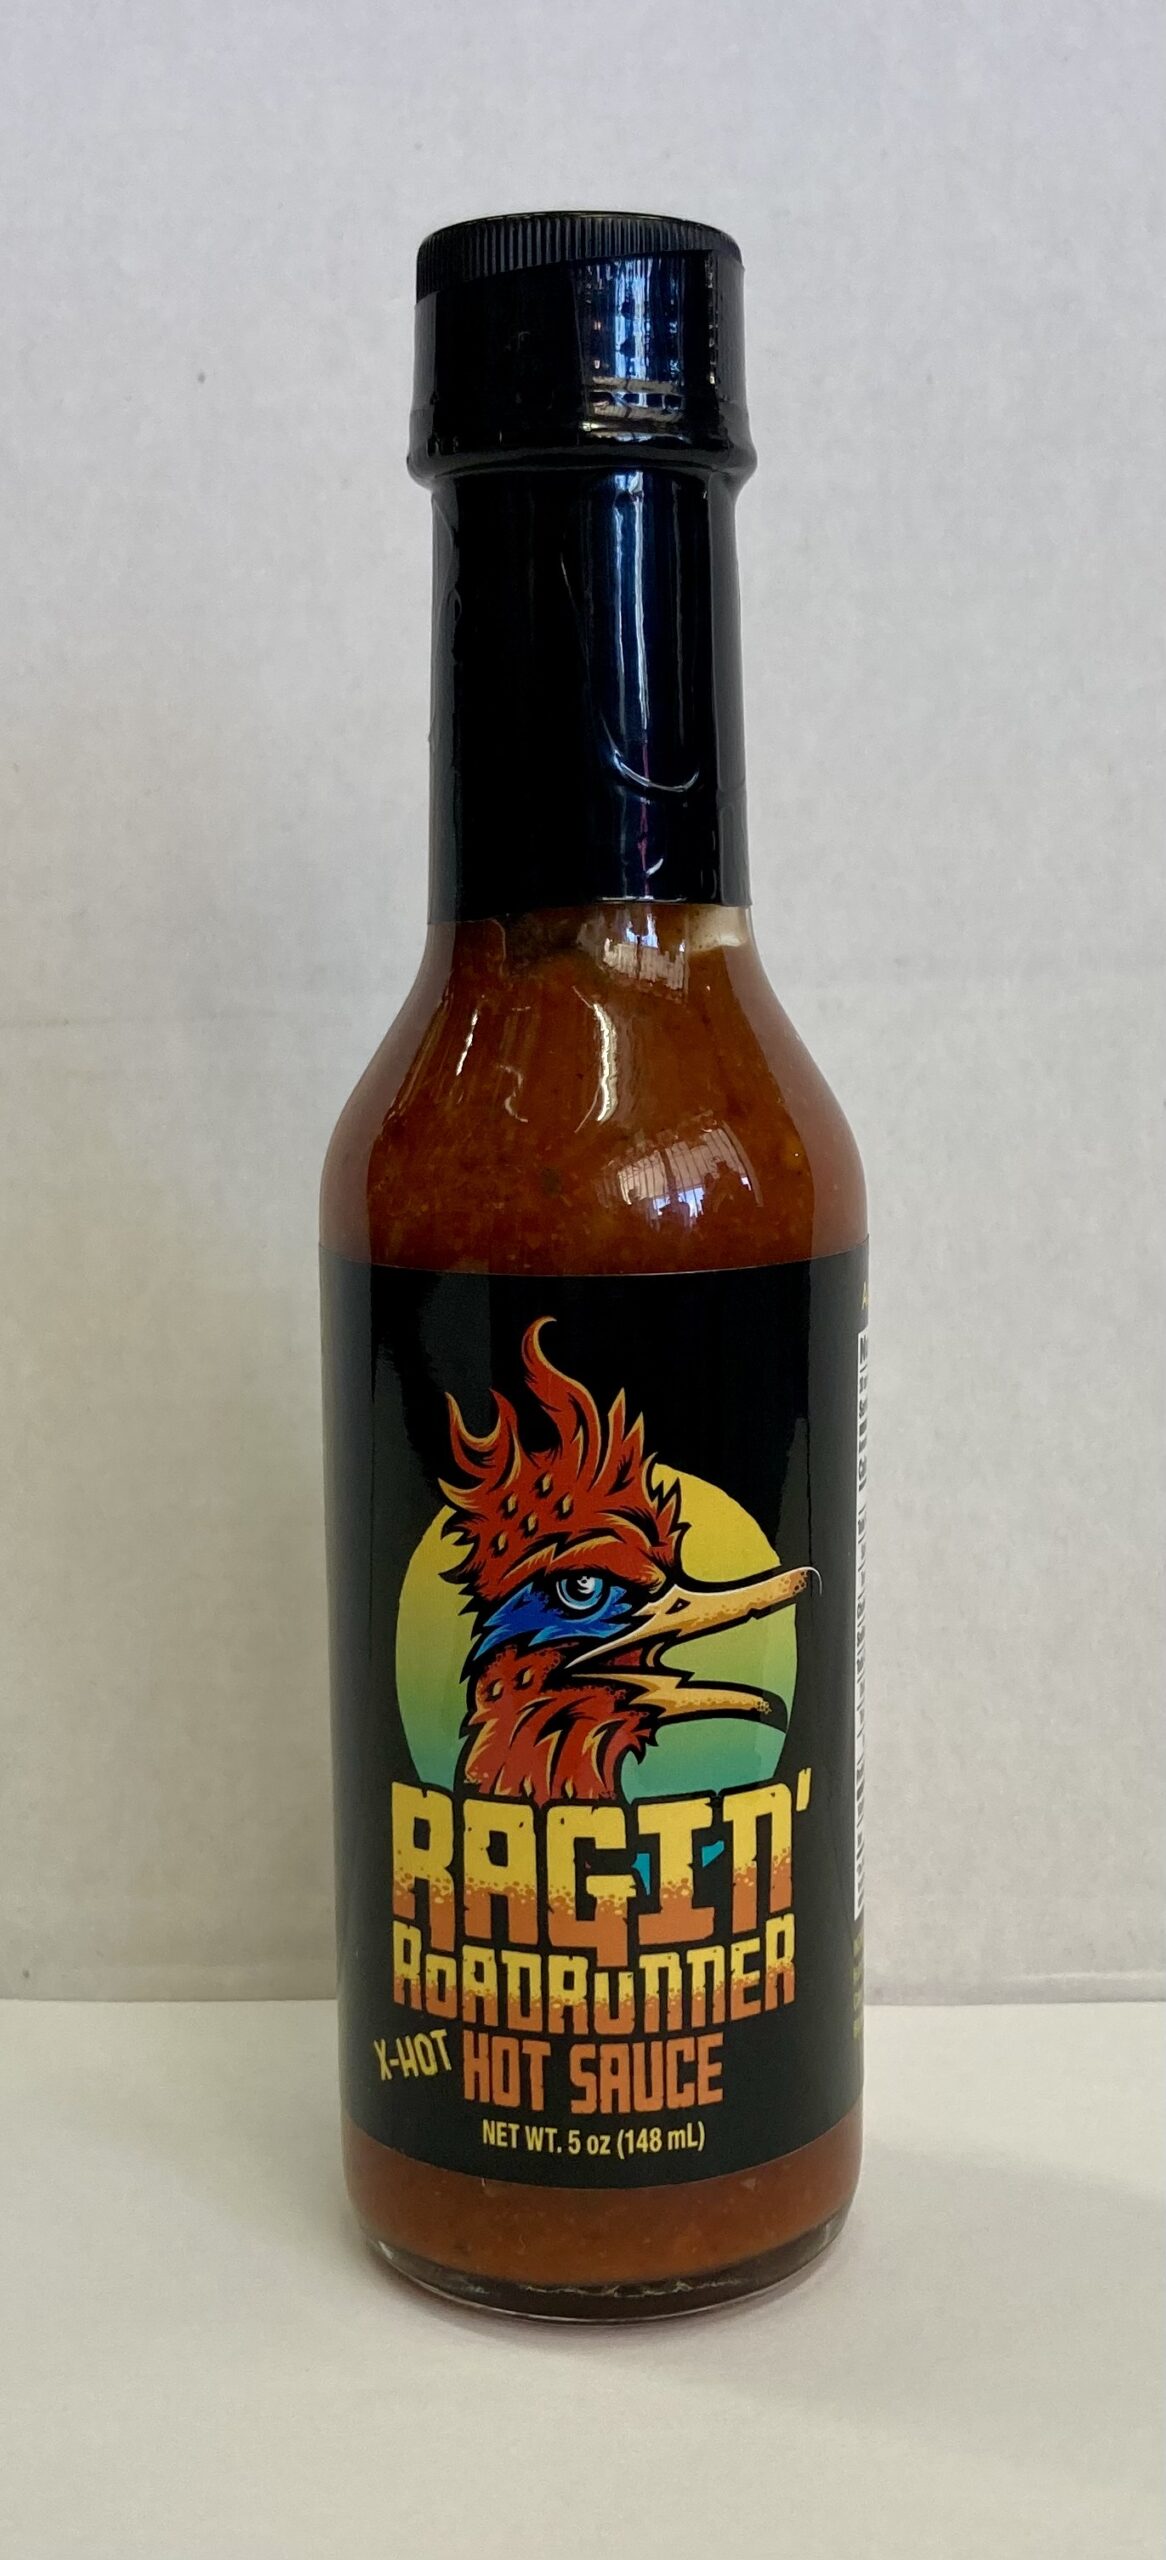 RAGIN'
ROADRUNNER
X-HOT HOT SAUCE
NET WT. 5 oz (148 mL)